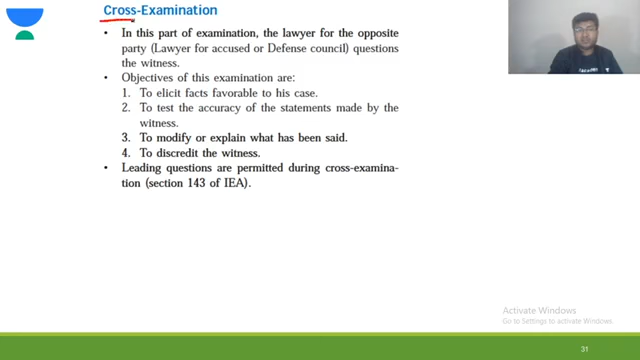 Cross-Examination
• In this part of examination, the lawyer for the opposite
party (Lawyer for accused or Defense council) questions
the witness.
• Objectives of this examination are:
1. To elicit facts favorable to his case.
2. To test the accuracy of the statements made by the
witness.
3. To modify or explain what has been said.
4. To discredit the witness.
• Leading questions are permitted during cross-examina-
tion (section 143 of IEA).
Activate Windows
Go to Settings to activate Windows.
31